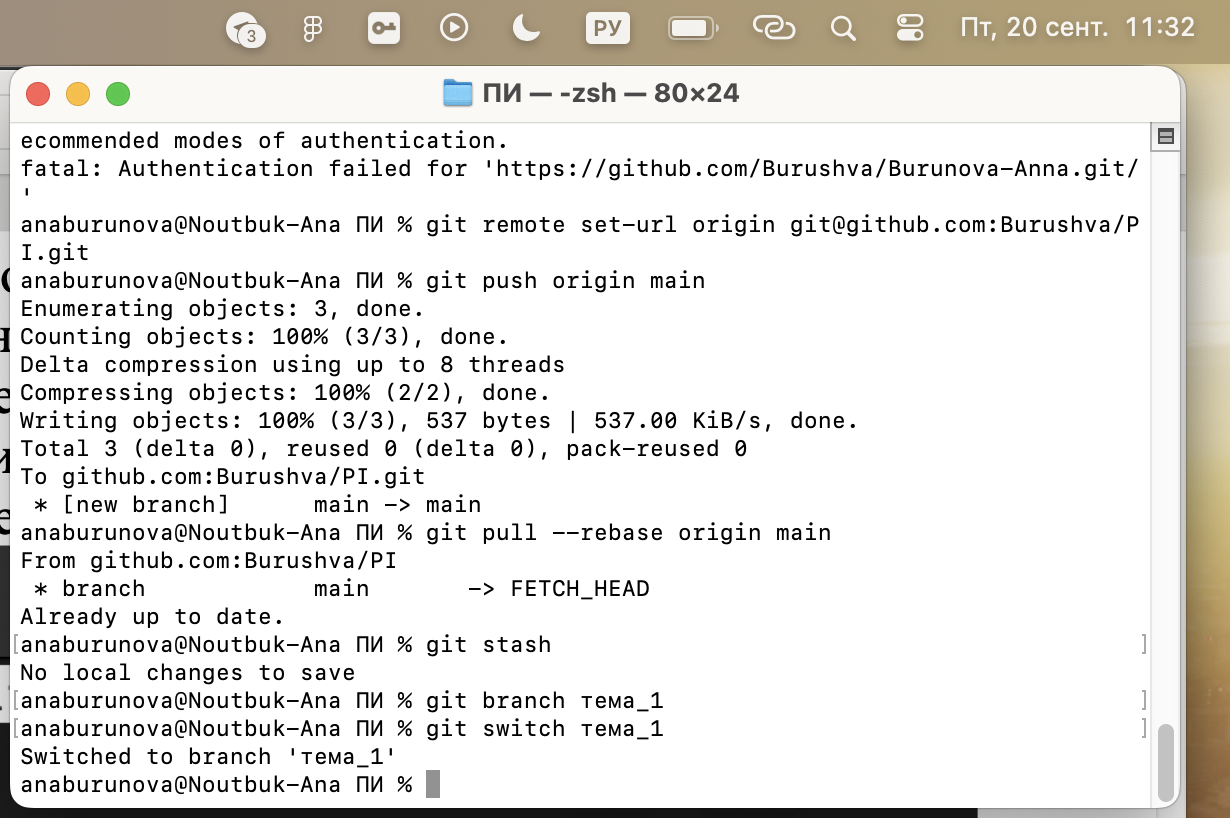 3
РУ
Пт, 20 сент. 11:32
ПИ — -zsh — 80×24
ecommended modes of authentication.
fatal: Authentication failed for 'https://github.com/Burushva/Burunova-Anna.git/
'
anaburunova@Noutbuk-Ana ПИ % git remote set-url origin git@github.com:Burushva/P
I.git
anaburunova@Noutbuk-Ana ПИ % git push origin main
Enumerating objects: 3, done.
Counting objects: 100% (3/3), done.
Delta compression using up to 8 threads
Compressing objects: 100% (2/2), done.
Writing objects: 100% (3/3), 537 bytes | 537.00 KiB/s, done.
Total 3 (delta 0), reused 0 (delta 0), pack-reused 0
To github.com:Burushva/PI.git
 * [new branch]      main -> main
anaburunova@Noutbuk-Ana ПИ % git pull --rebase origin main
From github.com:Burushva/PI
 * branch            main       -> FETCH_HEAD
Already up to date.
[anaburunova@Noutbuk-Ana ПИ % git stash ]
No local changes to save
[anaburunova@Noutbuk-Ana ПИ % git branch тема_1 ]
[anaburunova@Noutbuk-Ana ПИ % git switch тема_1 ]
Switched to branch 'тема_1'
anaburunova@Noutbuk-Ana ПИ %